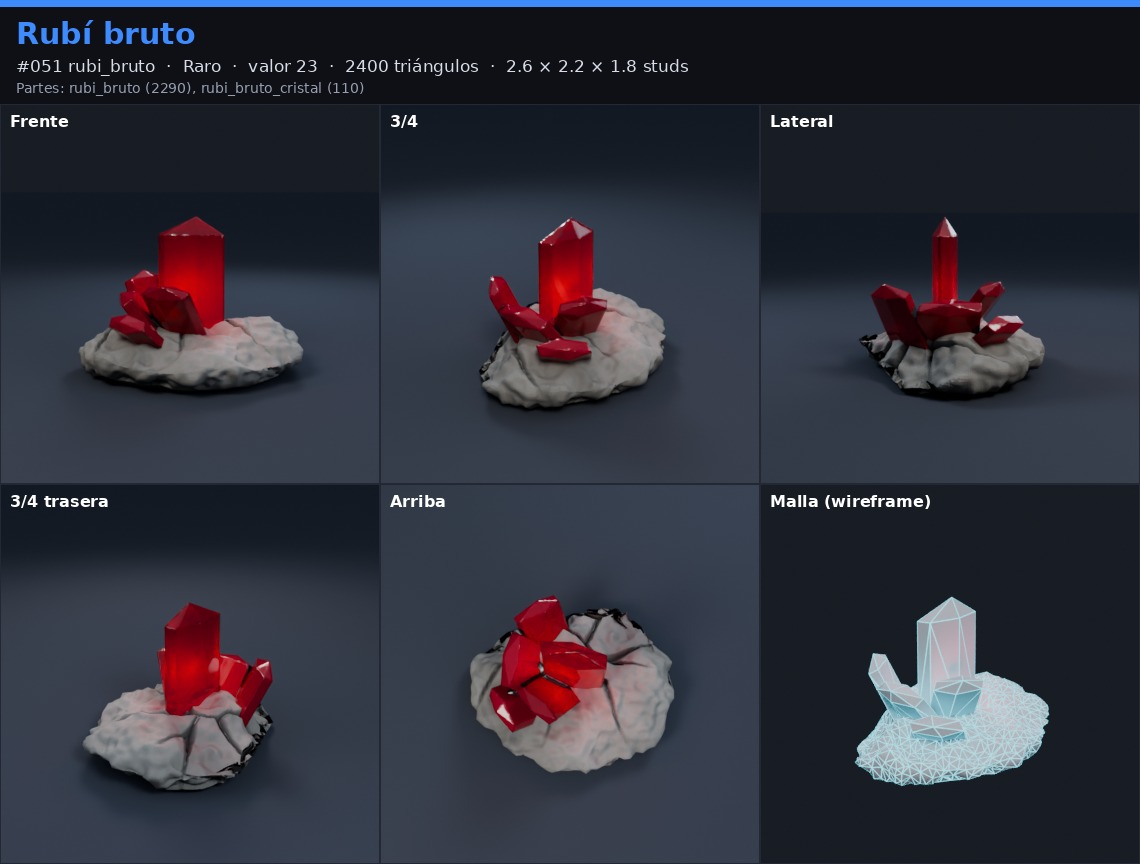 Rubí bruto
#051 rubi_bruto · Raro · valor 23 · 2400 triángulos · 2.6 × 2.2 × 1.8 studs
Partes: rubi_bruto (2290), rubi_bruto_cristal (110)
Frente
3/4
Lateral
3/4 trasera
Arriba
Malla (wireframe)